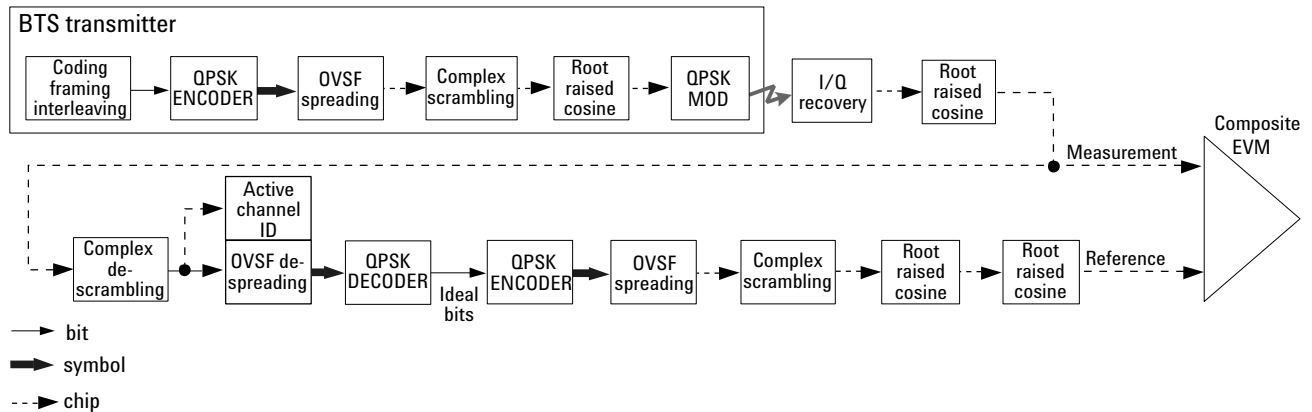 BTS transmitter
Coding
framing
interleaving
QPSK
ENCODER
OVSF
spreading
Complex
scrambling
Root
raised
cosine
QPSK
MOD
I/Q
recovery
Root
raised
cosine
Composite
EVM
Measurement
Active
channel
ID
Complex
de-
scrambling
OVSF de-
spreading
QPSK
DECODER
Ideal
bits
QPSK
ENCODER
OVSF
spreading
Complex
scrambling
Root
raised
cosine
Root
raised
cosine
Reference
bit
symbol
chip